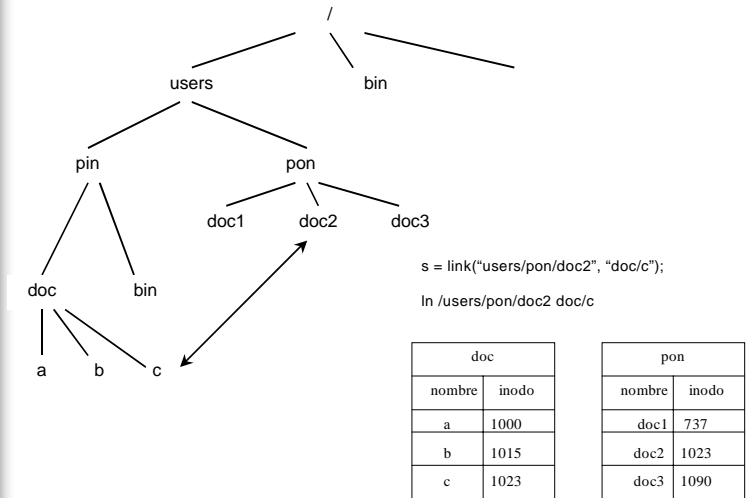 /
users bin
pin pon
doc1 doc2 doc3
s = link(“users/pon/doc2”, “doc/c”);
doc bin
ln /users/pon/doc2 doc/c
a b c
doc
nombre inodo
a 1000
b 1015
c 1023
pon
nombre inodo
doc1 737
doc2 1023
doc3 1090